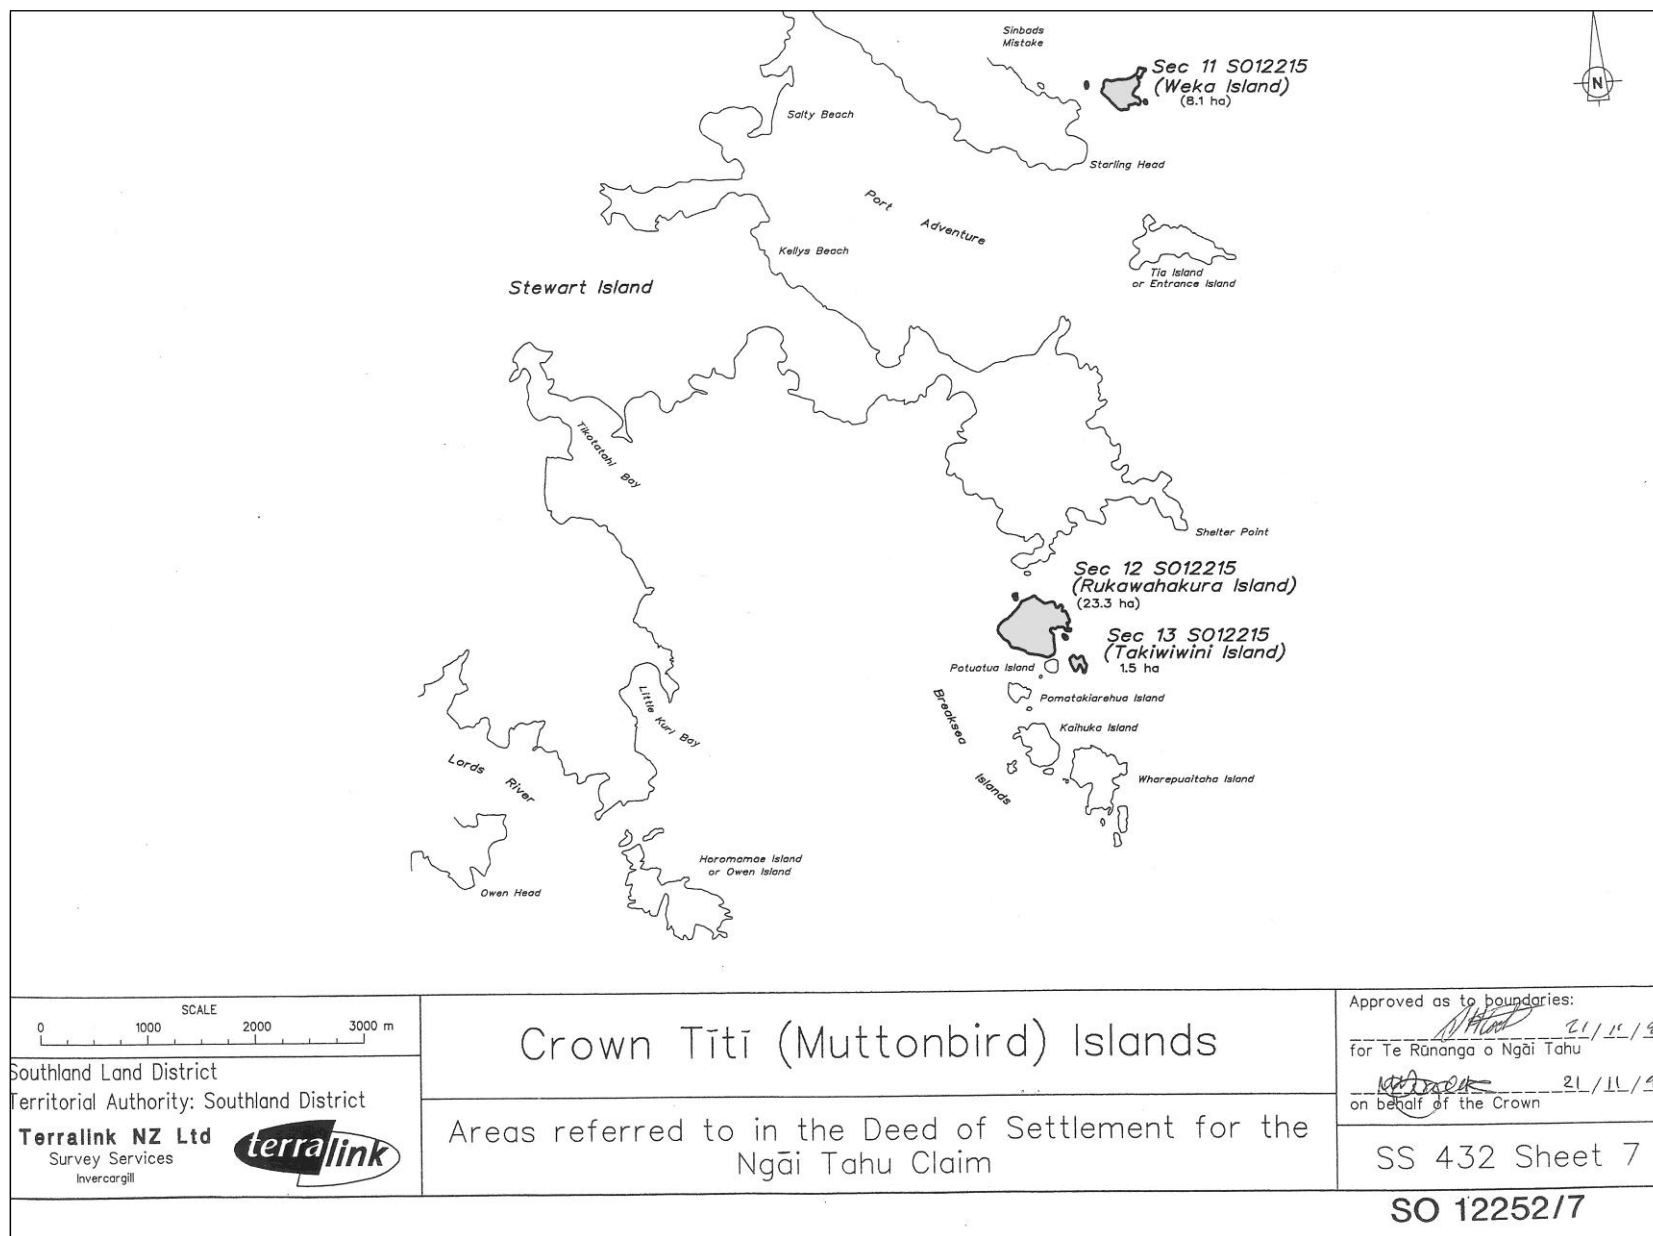 Sinbads
Mistake
Sec 11 SO12215
(Weka Island)
(8.1 ha)
N
Salty Beach
Starling Head
Port Adventure
Kellys Beach
Tia Island
or Entrance Island
Stewart Island
Tikotatahi Bay
Shelter Point
Sec 12 SO12215
(Rukawahakura Island)
(23.3 ha)
Sec 13 SO12215
(Takiwiwini Island)
1.5 ha
Potuatua Island
Pomatakiarehua Island
Breaksea Islands
Kaihuka Island
Wharepuaitaha Island
Little Kuri Bay
Lords River
Horomamae Island
or Owen Island
Owen Head
SCALE
0 1000 2000 3000 m
Southland Land District
Territorial Authority: Southland District
Terralink NZ Ltd
Survey Services
Invercargill
terralink
Crown Tītī (Muttonbird) Islands
Areas referred to in the Deed of Settlement for the
Ngāi Tahu Claim
Approved as to boundaries:
21/11/9
for Te Rūnanga o Ngāi Tahu
21/11/9
on behalf of the Crown
SS 432 Sheet 7
SO 12252/7